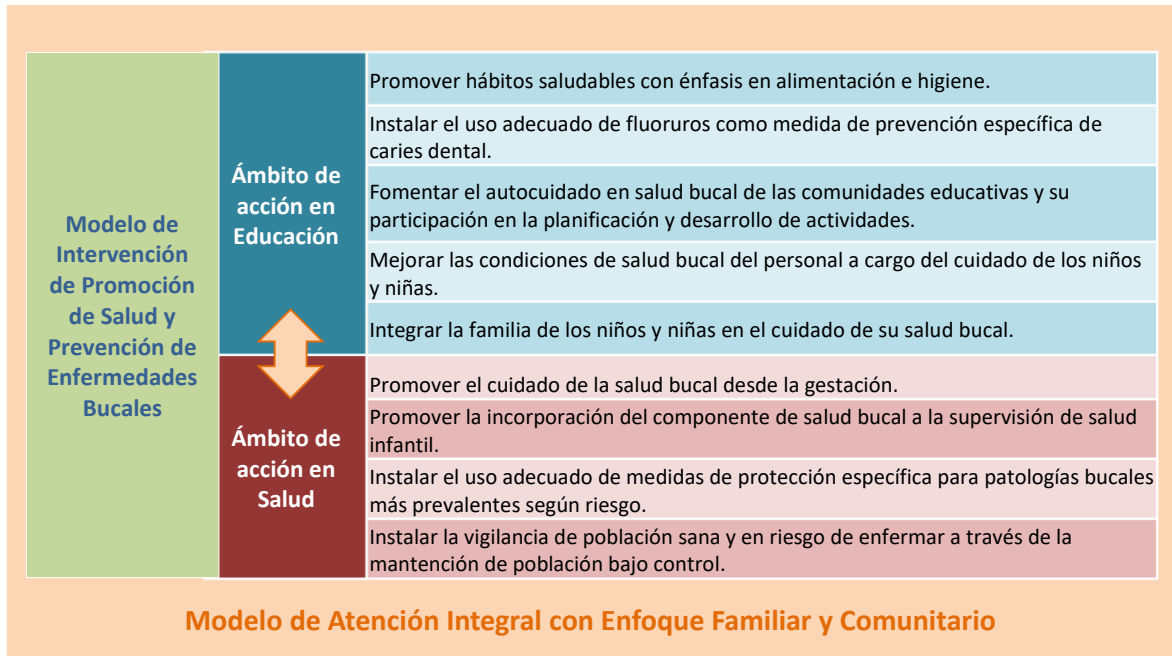 Modelo de
Intervención
de Promoción
de Salud y
Prevención de
Enfermedades
Bucales
Ámbito de
acción en
Educación
Promover hábitos saludables con énfasis en alimentación e higiene.
Instalar el uso adecuado de fluoruros como medida de prevención específica de
caries dental.
Fomentar el autocuidado en salud bucal de las comunidades educativas y su
participación en la planificación y desarrollo de actividades.
Mejorar las condiciones de salud bucal del personal a cargo del cuidado de los niños
y niñas.
Integrar la familia de los niños y niñas en el cuidado de su salud bucal.
Ámbito de
acción en
Salud
Promover el cuidado de la salud bucal desde la gestación.
Promover la incorporación del componente de salud bucal a la supervisión de salud
infantil.
Instalar el uso adecuado de medidas de protección específica para patologías bucales
más prevalentes según riesgo.
Instalar la vigilancia de población sana y en riesgo de enfermar a través de la
mantención de población bajo control.
Modelo de Atención Integral con Enfoque Familiar y Comunitario